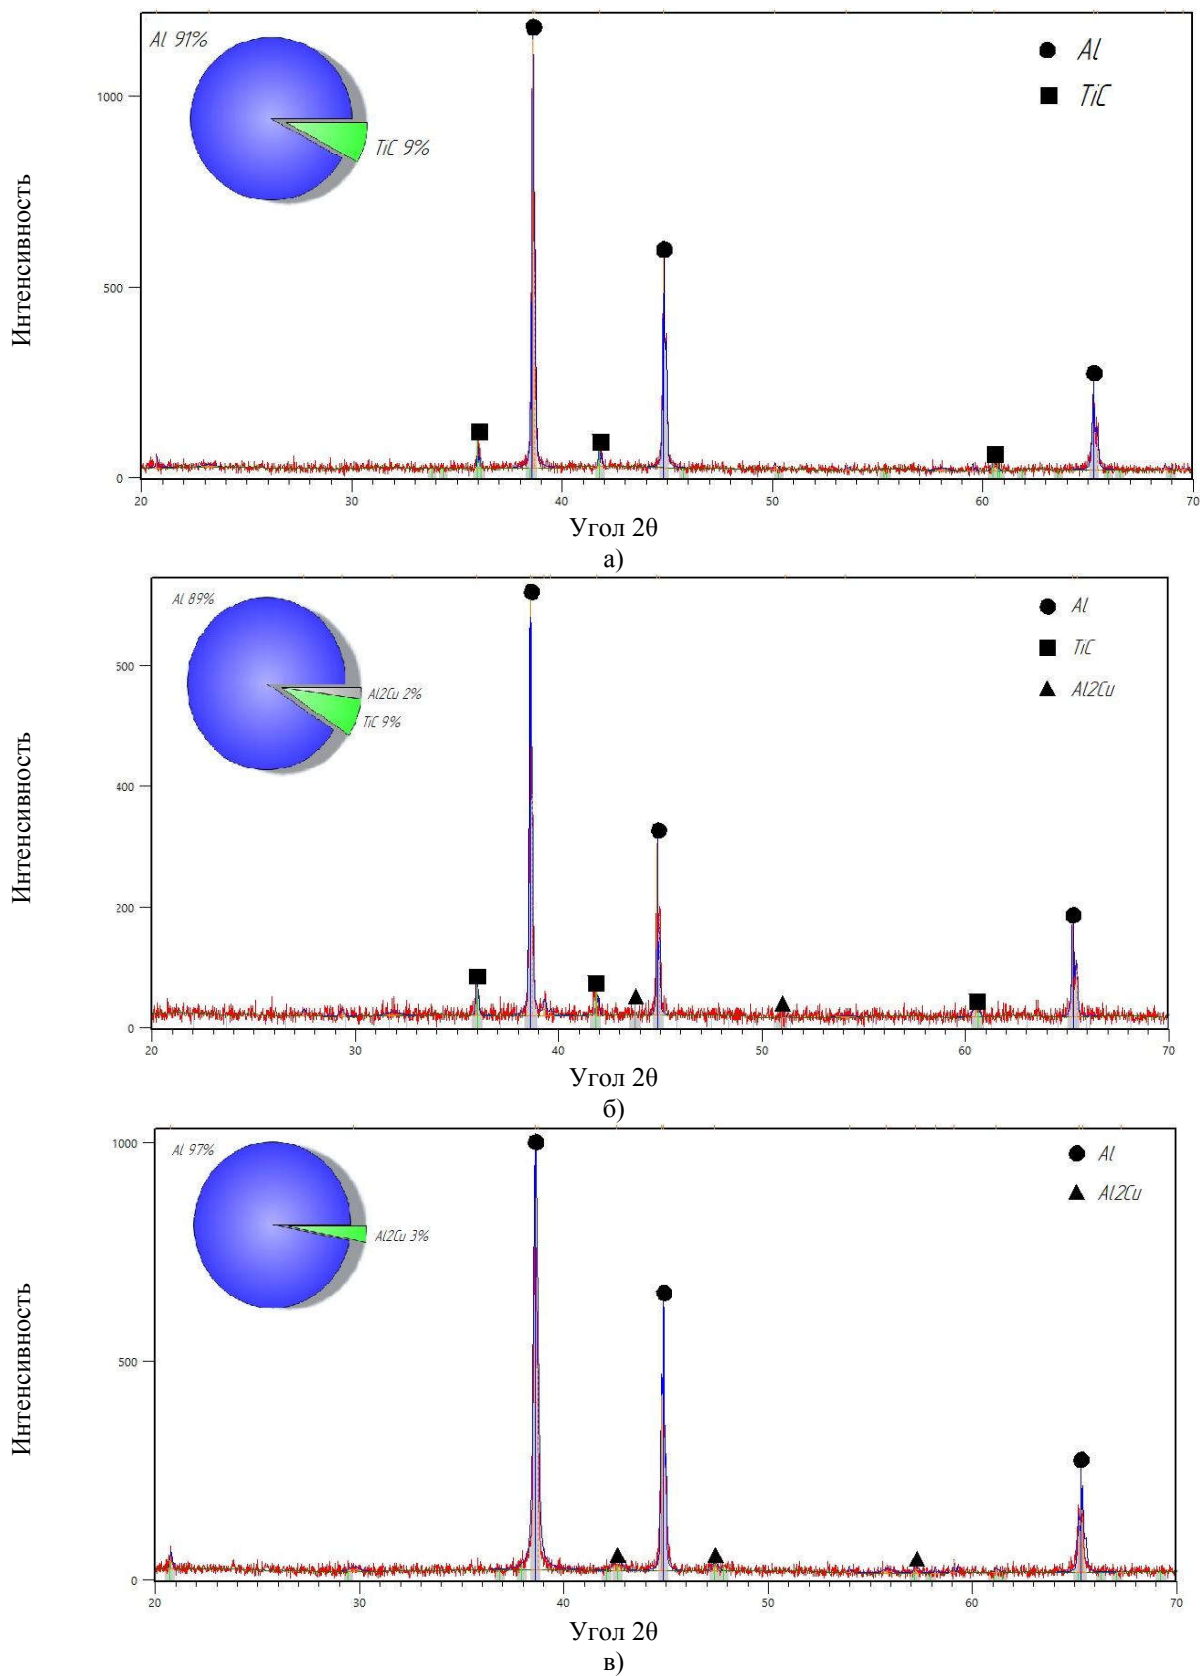 Al 91%
TiC 9%
Al
TiC
1000
500
0
20 30 40 50 60 70
Интенсивность
Угол 2θ
а)
Al 89%
Al2Cu 2%
TiC 9%
Al
TiC
Al2Cu
500
400
200
0
20 30 40 50 60 70
Интенсивность
Угол 2θ
б)
Al 97%
Al2Cu 3%
Al
Al2Cu
1000
500
0
20 30 40 50 60 70
Интенсивность
Угол 2θ
в)